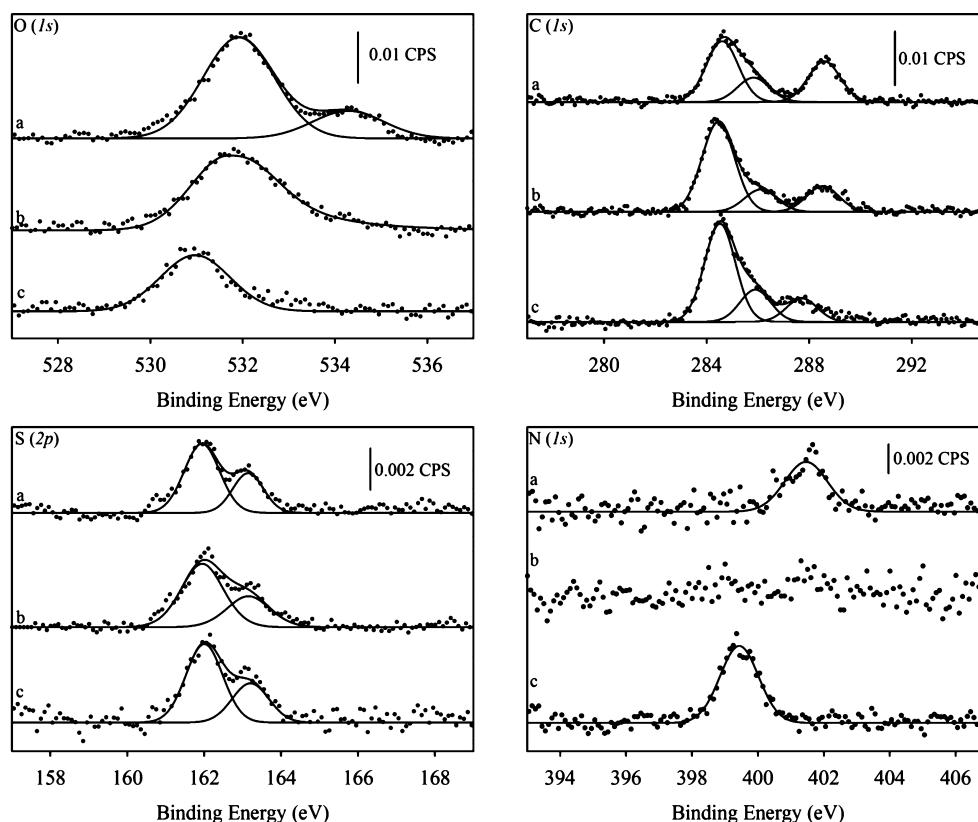 O (1s)
0.01 CPS
a
b
c
528 530 532 534 536
Binding Energy (eV)
C (1s)
0.01 CPS
a
b
c
280 284 288 292
Binding Energy (eV)
S (2p)
0.002 CPS
a
b
c
158 160 162 164 166 168
Binding Energy (eV)
N (1s)
0.002 CPS
a
b
c
394 396 398 400 402 404 406
Binding Energy (eV)